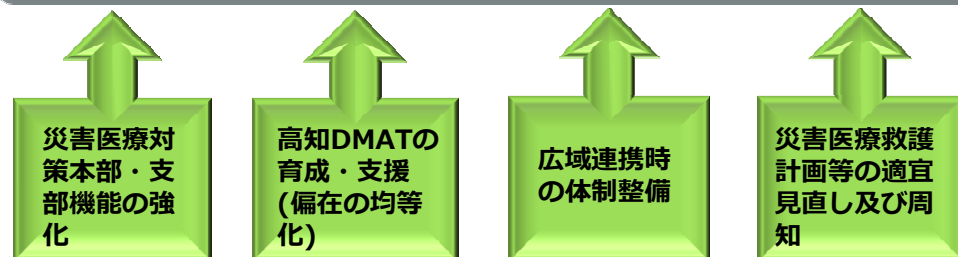 災害医療対
策本部・支
部機能の強
化
高知DMATの
育成・支援
(偏在の均等
化)
広域連携時
の体制整備
災害医療救護
計画等の適宜
見直し及び周
知